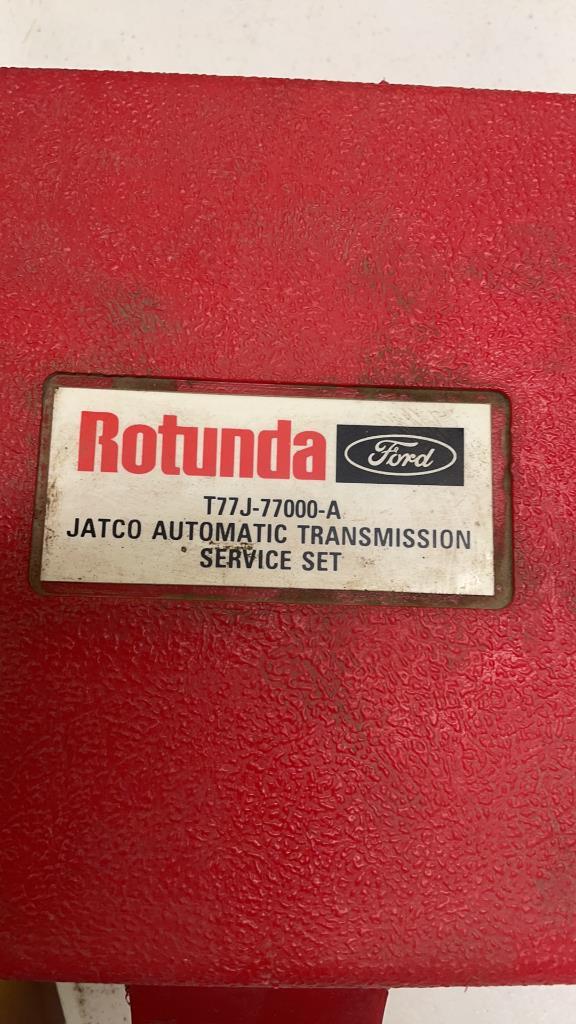 Rotunda Ford
T77J-77000-A
JATCO AUTOMATIC TRANSMISSION
SERVICE SET